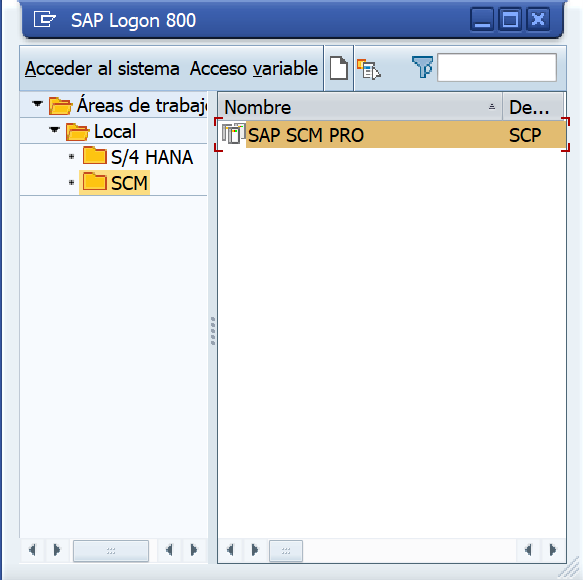 SAP Logon 800
Acceder al sistema Acceso variable
Áreas de trabaj
Local
S/4 HANA
SCM
Nombre De...
SAP SCM PRO SCP